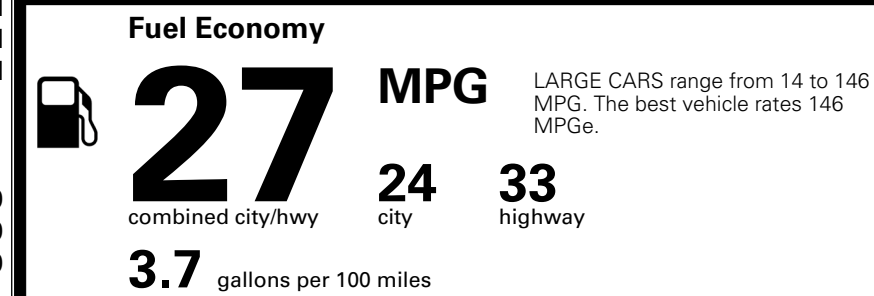 Fuel Economy
27
MPG
LARGE CARS range from 14 to 146
MPG. The best vehicle rates 146
MPGe.
combined city/hwy
24
city
33
highway
3.7 gallons per 100 miles